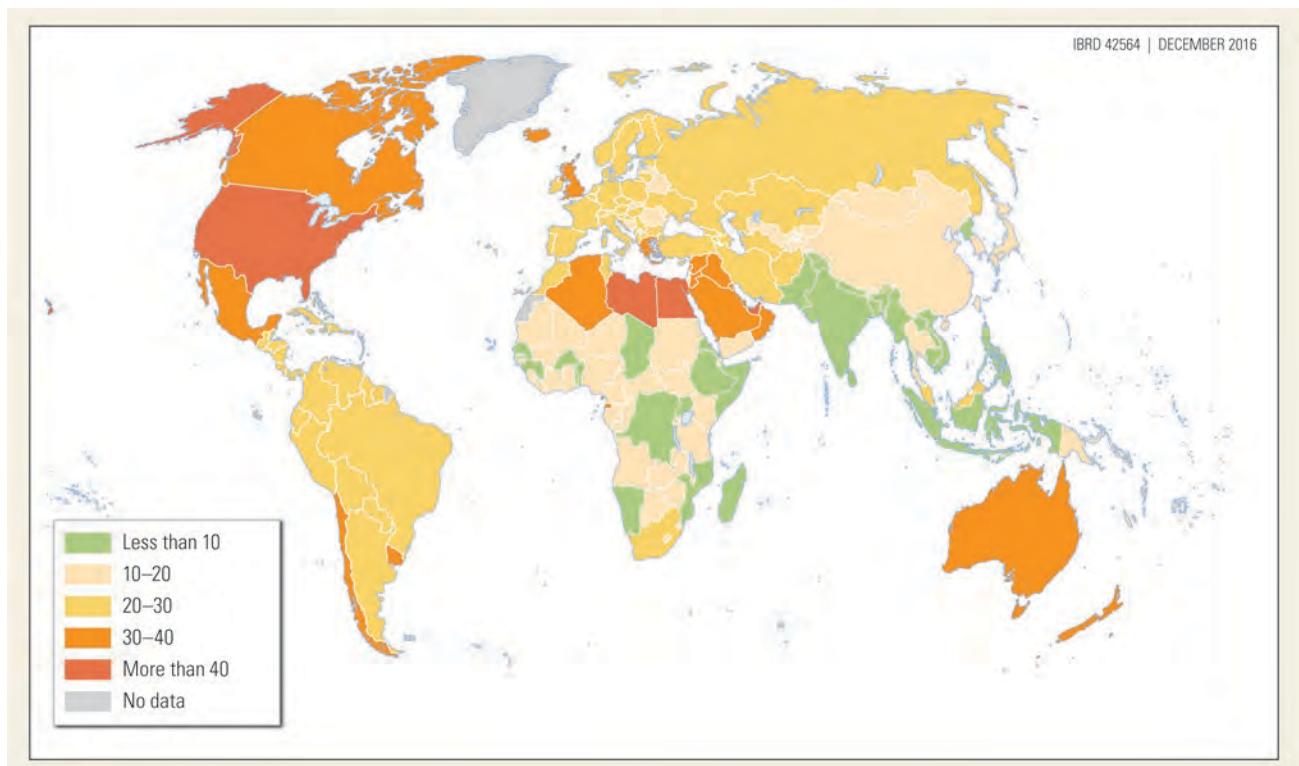 IBRD 42564 | DECEMBER 2016
Less than 10
10–20
20–30
30–40
More than 40
No data